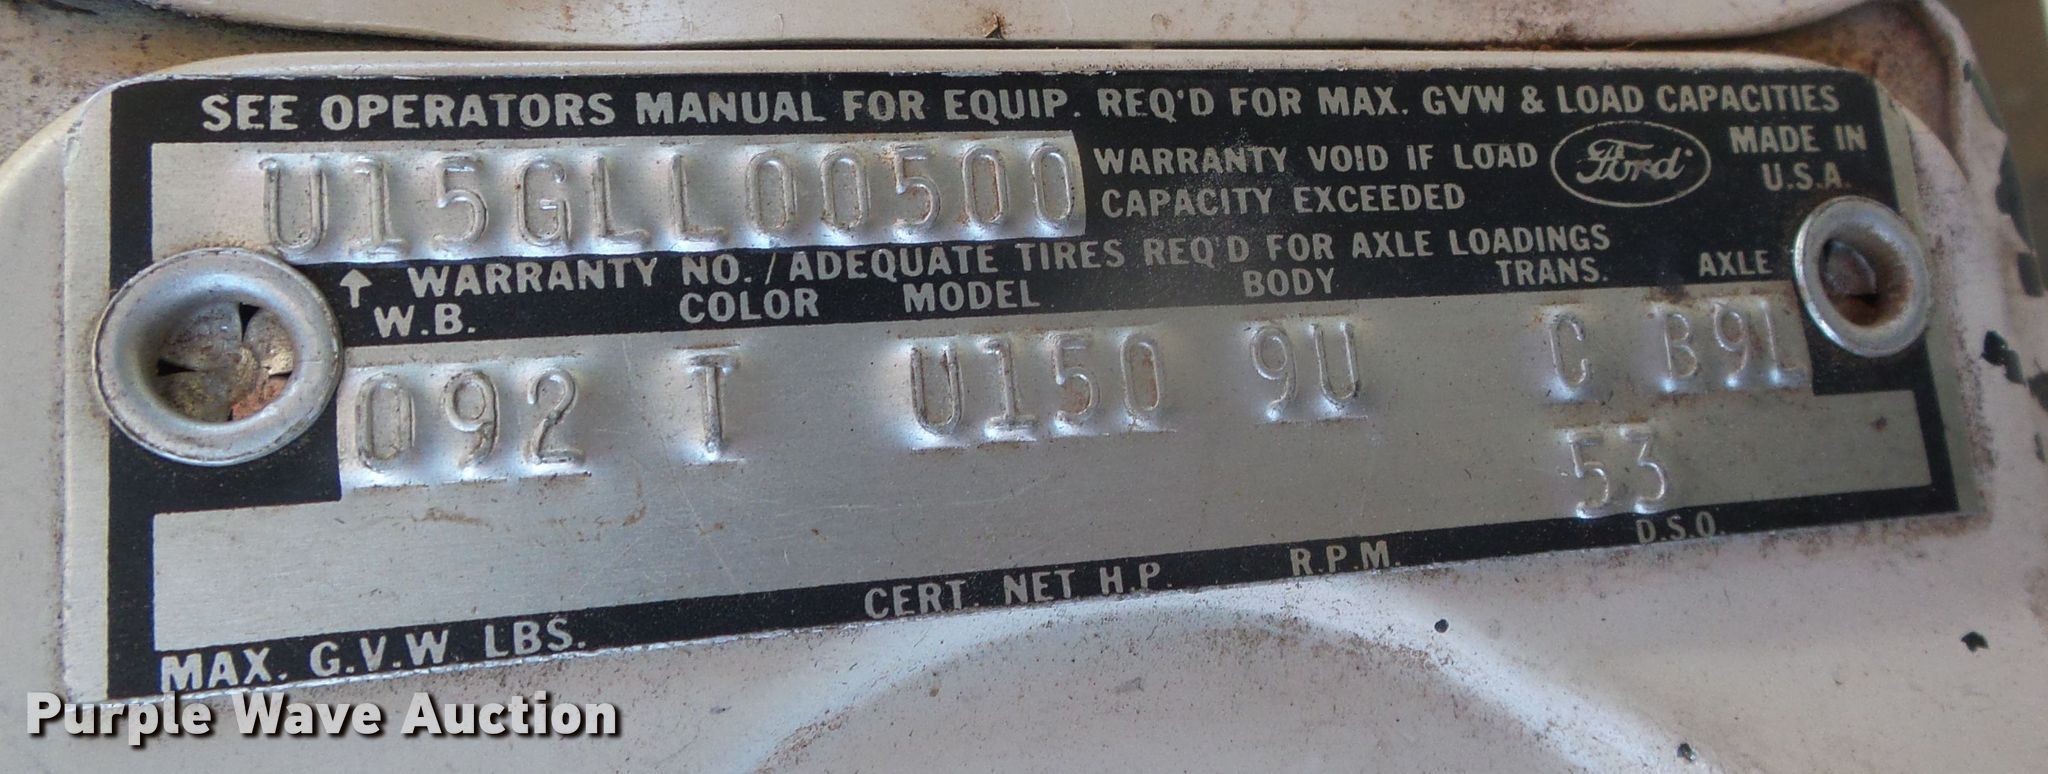 SEE OPERATORS MANUAL FOR EQUIP. REQ'D FOR MAX. GVW & LOAD CAPACITIES
U15GLL00500
WARRANTY VOID IF LOAD
CAPACITY EXCEEDED
Ford
MADE IN
U.S.A.
↑ WARRANTY NO./ADEQUATE TIRES REQ'D FOR AXLE LOADINGS
W.B. COLOR MODEL BODY TRANS. AXLE
092 T U150 9U C B9L
53
MAX. G.V.W. LBS. CERT. NET H.P. R.P.M. D.S.O.
Purple Wave Auction